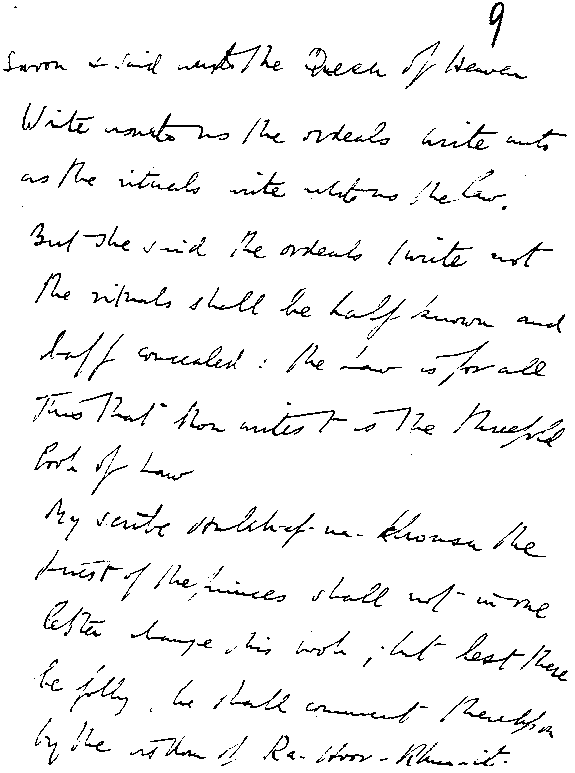 9
swoon & said unto the Queen of Heaven
Write unto us the ordeals write unto
us the rituals write unto us the law.
But she said the ordeals I write not
the rituals shall be half known and
half concealed: the Law is for all
This that thou writest is the threefold
book of Law
My scribe Ankh-af-na-khonsu the
priest of the princes shall not in one
letter change this book; but lest there
be folly, he shall comment thereupon
by the wisdom of Ra-Hoor-Khu-it.